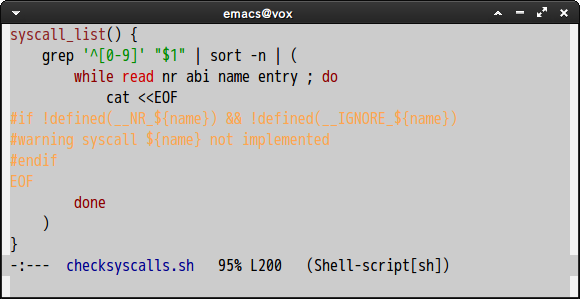 emacs@vox
syscall_list() {
    grep '^[0-9]' "$1" | sort -n | (
        while read nr abi name entry ; do
            cat <<EOF
#if !defined(__NR_${name}) && !defined(__IGNORE_${name})
#warning syscall ${name} not implemented
#endif
EOF
        done
    )
}
-:---  checksyscalls.sh   95% L200   (Shell-script[sh])